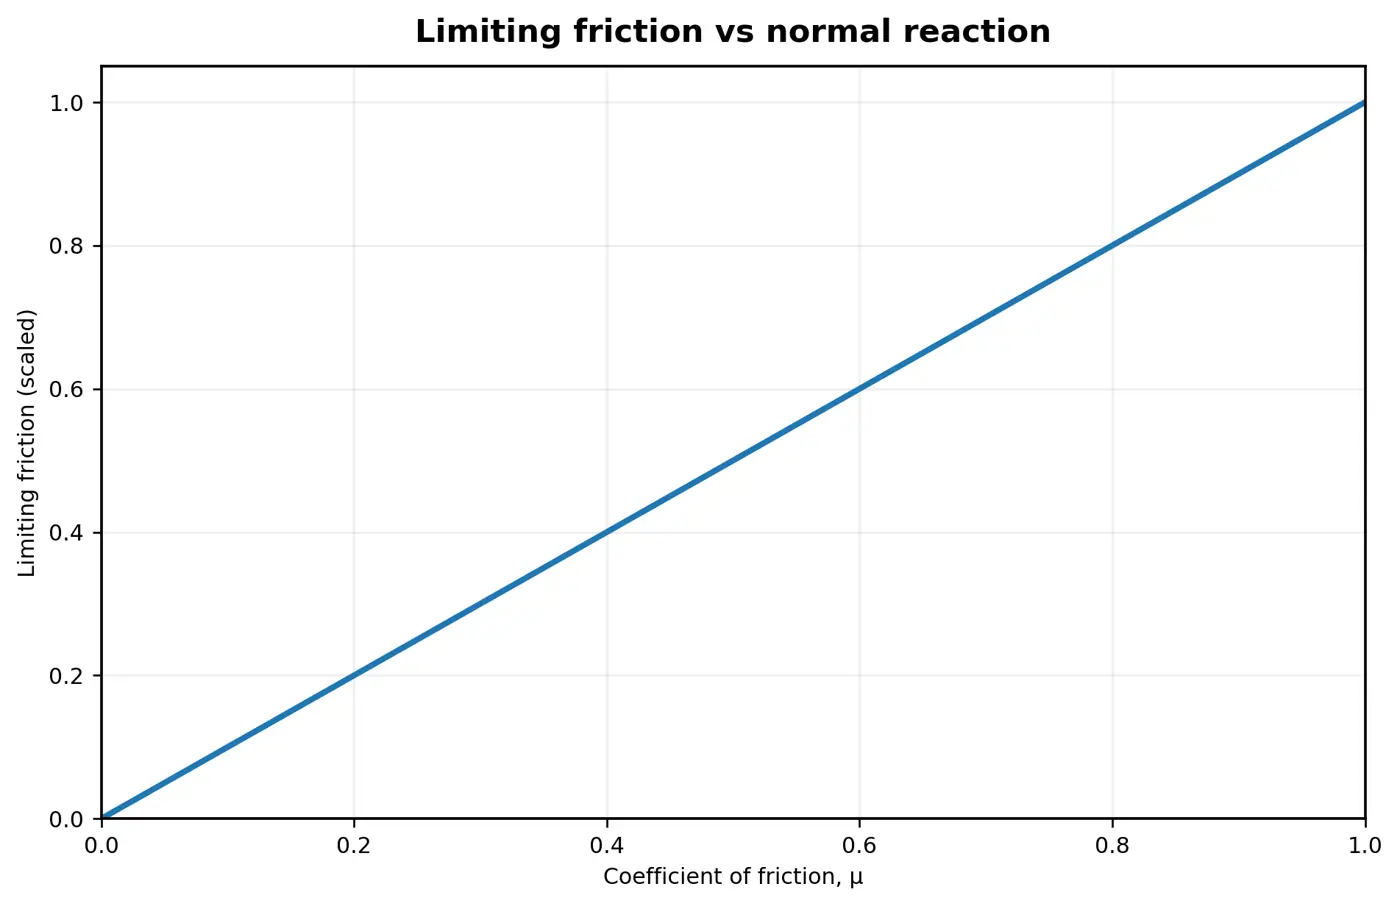 Limiting friction vs normal reaction
Limiting friction (scaled)
1.0
0.8
0.6
0.4
0.2
0.0
0.0 0.2 0.4 0.6 0.8 1.0
Coefficient of friction, μ